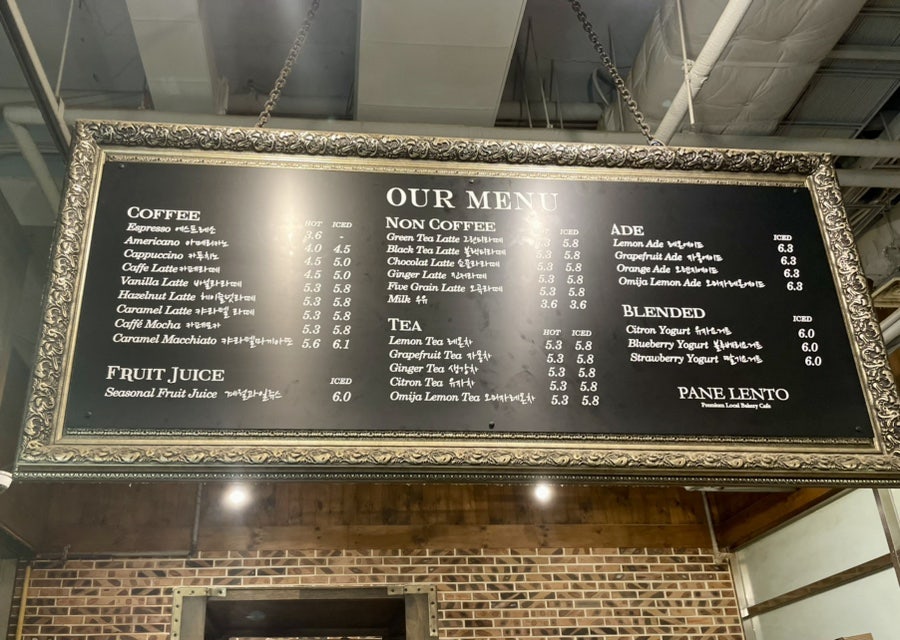 OUR MENU
COFFEE
HOT ICED
Espresso 에스프레소 3.6 -
Americano 아메리카노 4.0 4.5
Cappuccino 카푸치노 4.5 5.0
Caffe Latte 카페라떼 4.5 5.0
Vanilla Latte 바닐라라떼 5.3 5.8
Hazelnut Latte 헤이즐넛라떼 5.3 5.8
Caramel Latte 캬라멜 라떼 5.3 5.8
Caffé Mocha 카페모카 5.3 5.8
Caramel Macchiato 캬라멜마끼아또 5.6 6.1
FRUIT JUICE
ICED
Seasonal Fruit Juice 계절과일쥬스 6.0
NON COFFEE
Green Tea Latte 그린티라떼 5.8
Black Tea Latte 블랙티라떼 5.3 5.8
Chocolat Latte 쇼콜라라떼 5.3 5.8
Ginger Latte 진저라떼 5.3 5.8
Five Grain Latte 오곡라떼 5.3 5.8
Milk 우유 3.6 3.6
TEA
HOT ICED
Lemon Tea 레몬차 5.3 5.8
Grapefruit Tea 자몽차 5.3 5.8
Ginger Tea 생강차 5.3 5.8
Citron Tea 유자차 5.3 5.8
Omija Lemon Tea 오미자레몬차 5.3 5.8
ADE
ICED
Lemon Ade 레몬에이드 6.3
Grapefruit Ade 자몽에이드 6.3
Orange Ade 오렌지에이드 6.3
Omija Lemon Ade 오미자레몬에이드 6.3
BLENDED
ICED
Citron Yogurt 유자요거트 6.0
Blueberry Yogurt 블루베리요거트 6.0
Strawberry Yogurt 딸기요거트 6.0
PANE LENTO
Premium Local Bakery Cafe